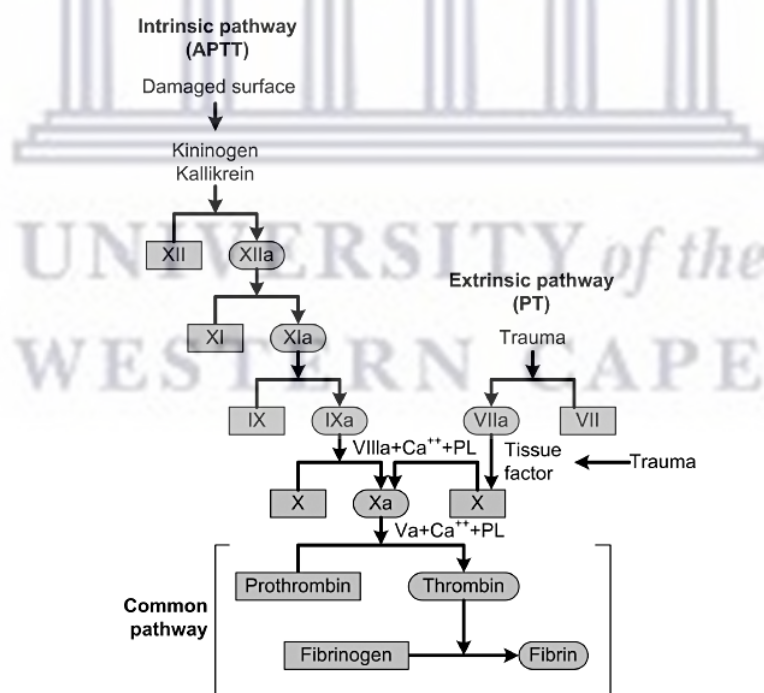 Intrinsic pathway
(APTT)
Damaged surface
Kininogen
Kallikrein
XII
XIIa
UNIVERSITY of the
Extrinsic pathway
(PT)
XI
XIa
Trauma
WESTERN CAPE
IX
IXa
VIIa
VII
VIIIa+Ca⁺⁺+PL
Tissue
factor
Trauma
X
Xa
X
Va+Ca⁺⁺+PL
Prothrombin
Thrombin
Common
pathway
Fibrinogen
Fibrin